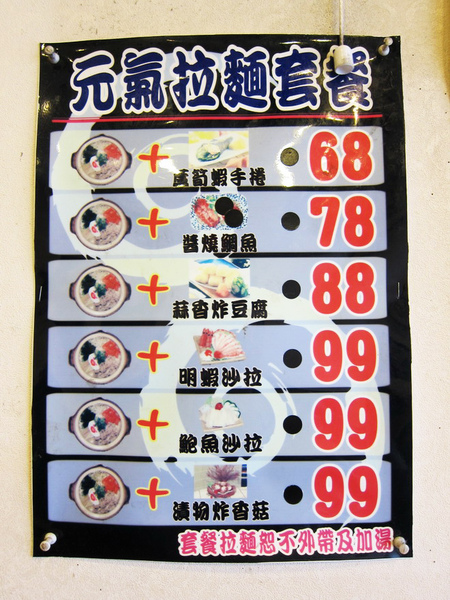 元氣拉麵套餐
+ 蘆筍蝦手捲 68
+ 醬燒鯛魚 78
+ 蒜香炸豆腐 88
+ 明蝦沙拉 99
+ 鮑魚沙拉 99
+ 漬物炸香菇 99
套餐拉麵恕不外帶及加湯